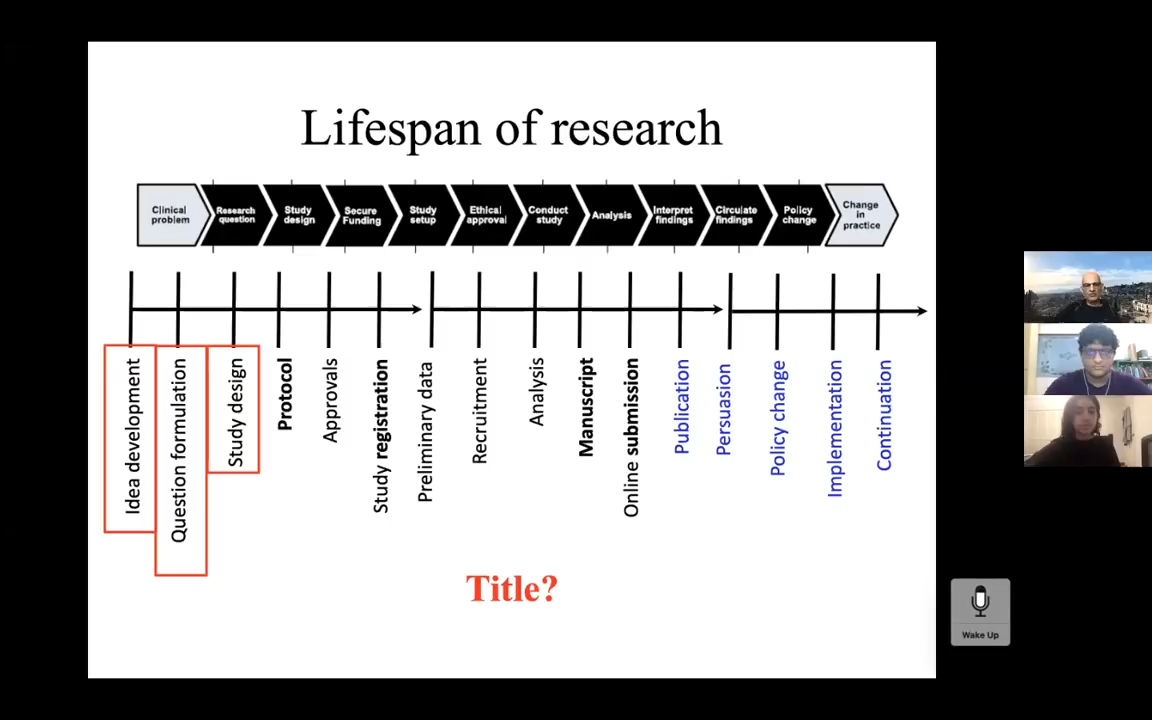 Lifespan of research
Clinical
problem
Research
question
Study
design
Secure
Funding
Study
setup
Ethical
approval
Conduct
study
Analysis
Interpret
findings
Circulate
findings
Policy
change
Change
in
practice
Idea development
Question formulation
Study design
Protocol
Approvals
Study registration
Preliminary data
Recruitment
Analysis
Manuscript
Online submission
Publication
Persuasion
Policy change
Implementation
Continuation
Title?
Wake Up